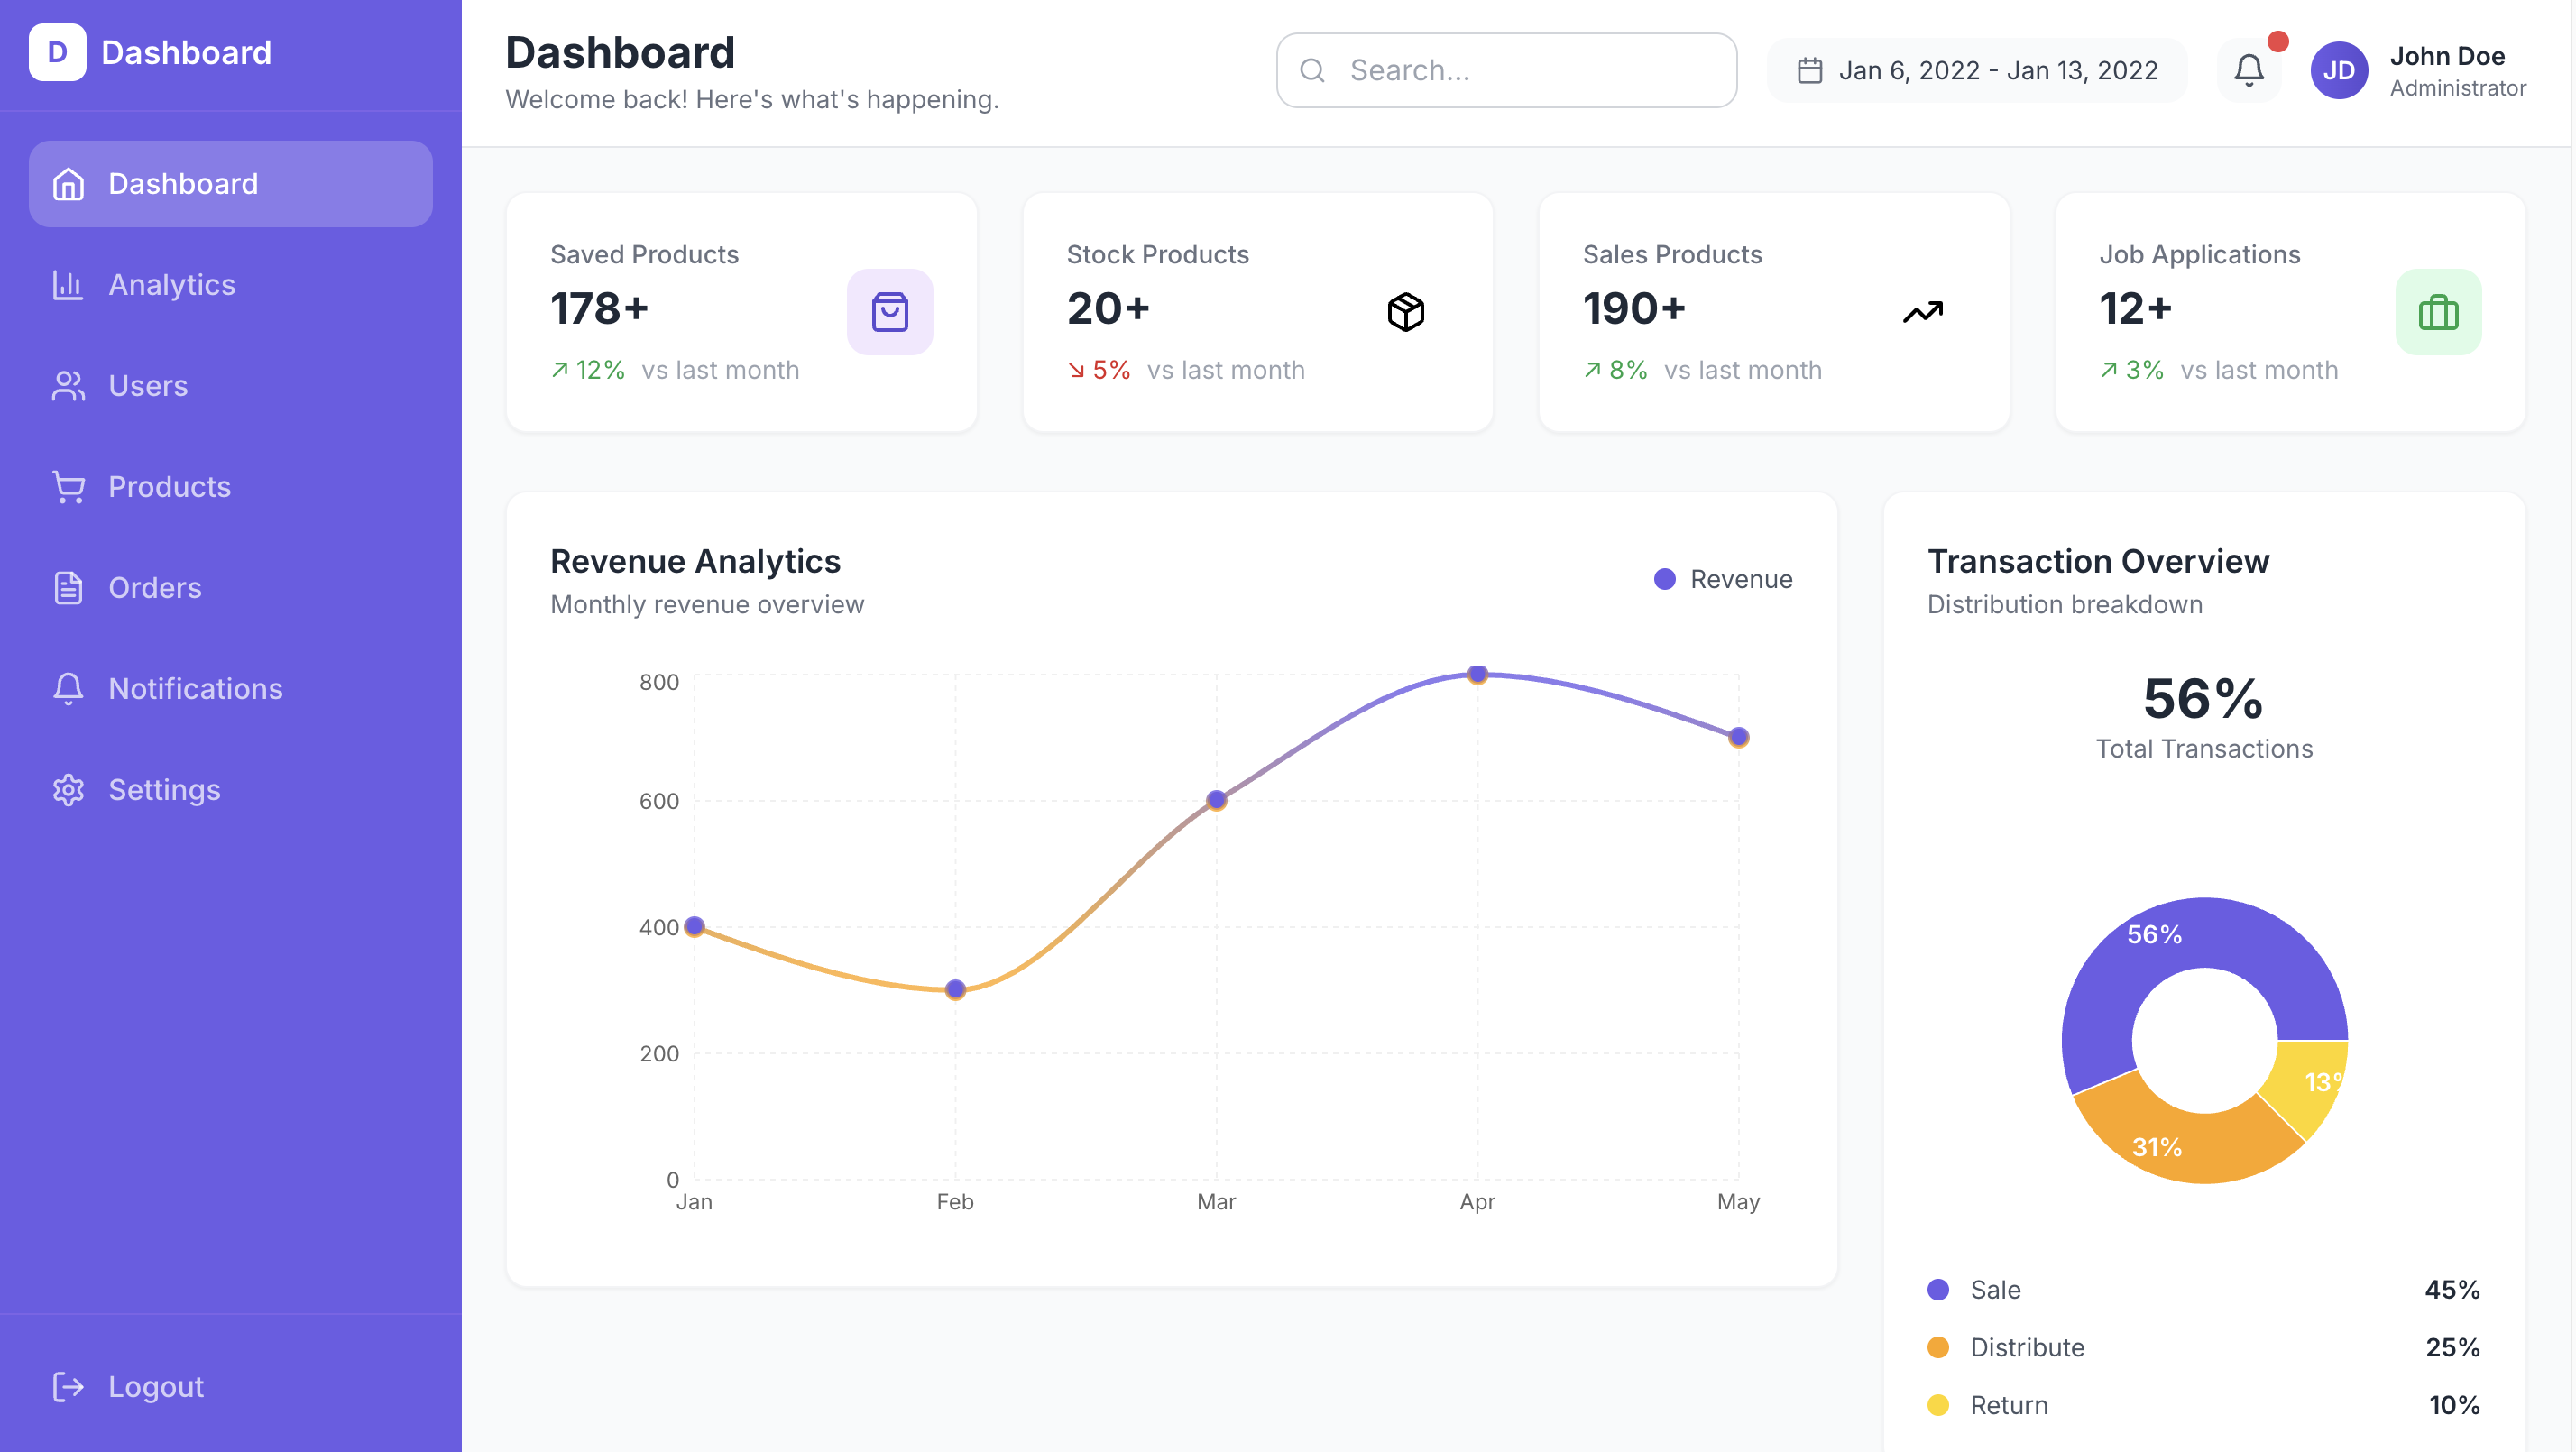 D Dashboard
Dashboard
Analytics
Users
Products
Orders
Notifications
Settings
Logout
Dashboard
Welcome back! Here's what's happening.
Search...
Jan 6, 2022 - Jan 13, 2022
JD
John Doe
Administrator
Saved Products
178+
12% vs last month
Stock Products
20+
5% vs last month
Sales Products
190+
8% vs last month
Job Applications
12+
3% vs last month
Revenue Analytics
Monthly revenue overview
Revenue
800
600
400
200
0
Jan Feb Mar Apr May
Transaction Overview
Distribution breakdown
56%
Total Transactions
56%
13%
31%
Sale 45%
Distribute 25%
Return 10%